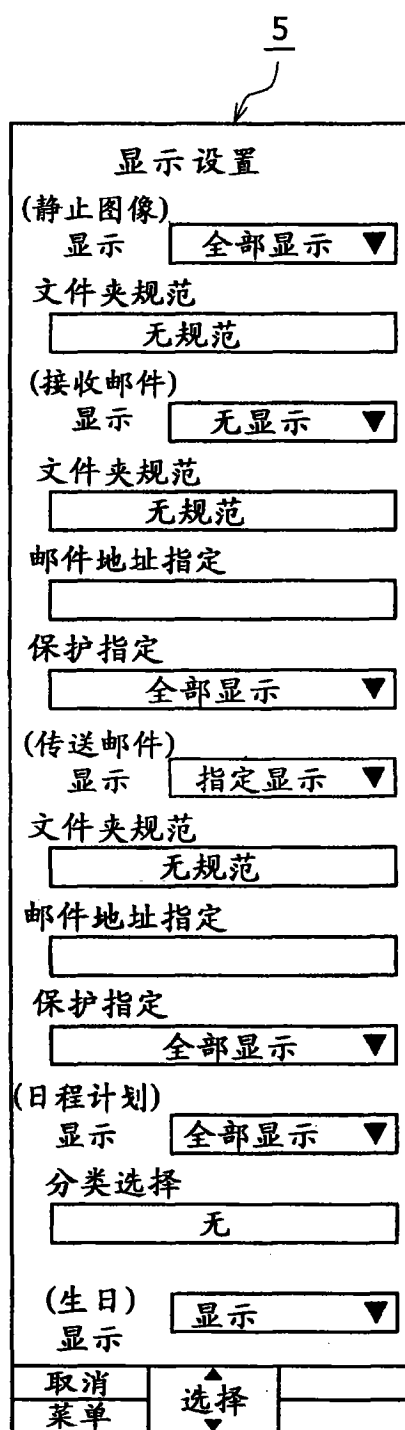 5
显示设置
(静止图像)
显示 全部显示 ▼
文件夹规范
无规范
(接收邮件)
显示 无显示 ▼
文件夹规范
无规范
邮件地址指定
保护指定
全部显示 ▼
(传送邮件)
显示 指定显示 ▼
文件夹规范
无规范
邮件地址指定
保护指定
全部显示 ▼
(日程计划)
显示 全部显示 ▼
分类选择
无
(生日) 显示 ▼
显示
取消
选择
菜单